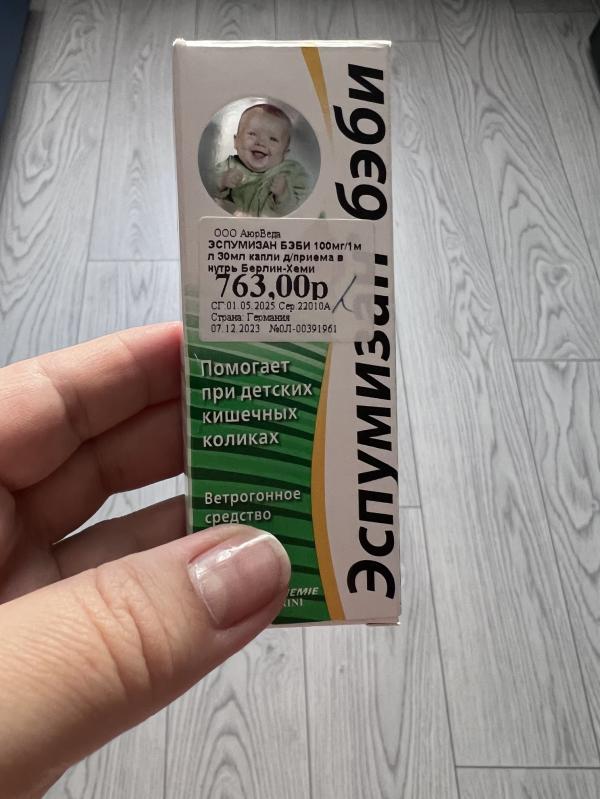 ООО АюрВеда
ЭСПУМИЗАН БЭБИ 100мг/1м
л 30мл капли д/приема в
нутрь Берлин-Хеми
763,00р
СГ 01.05.2025 Сер.22010А
Страна: Германия
07.12.2023 №0Л-00391961
Помогает
при детских
кишечных
коликах
Ветрогонное
средство
Эспумизан бэби